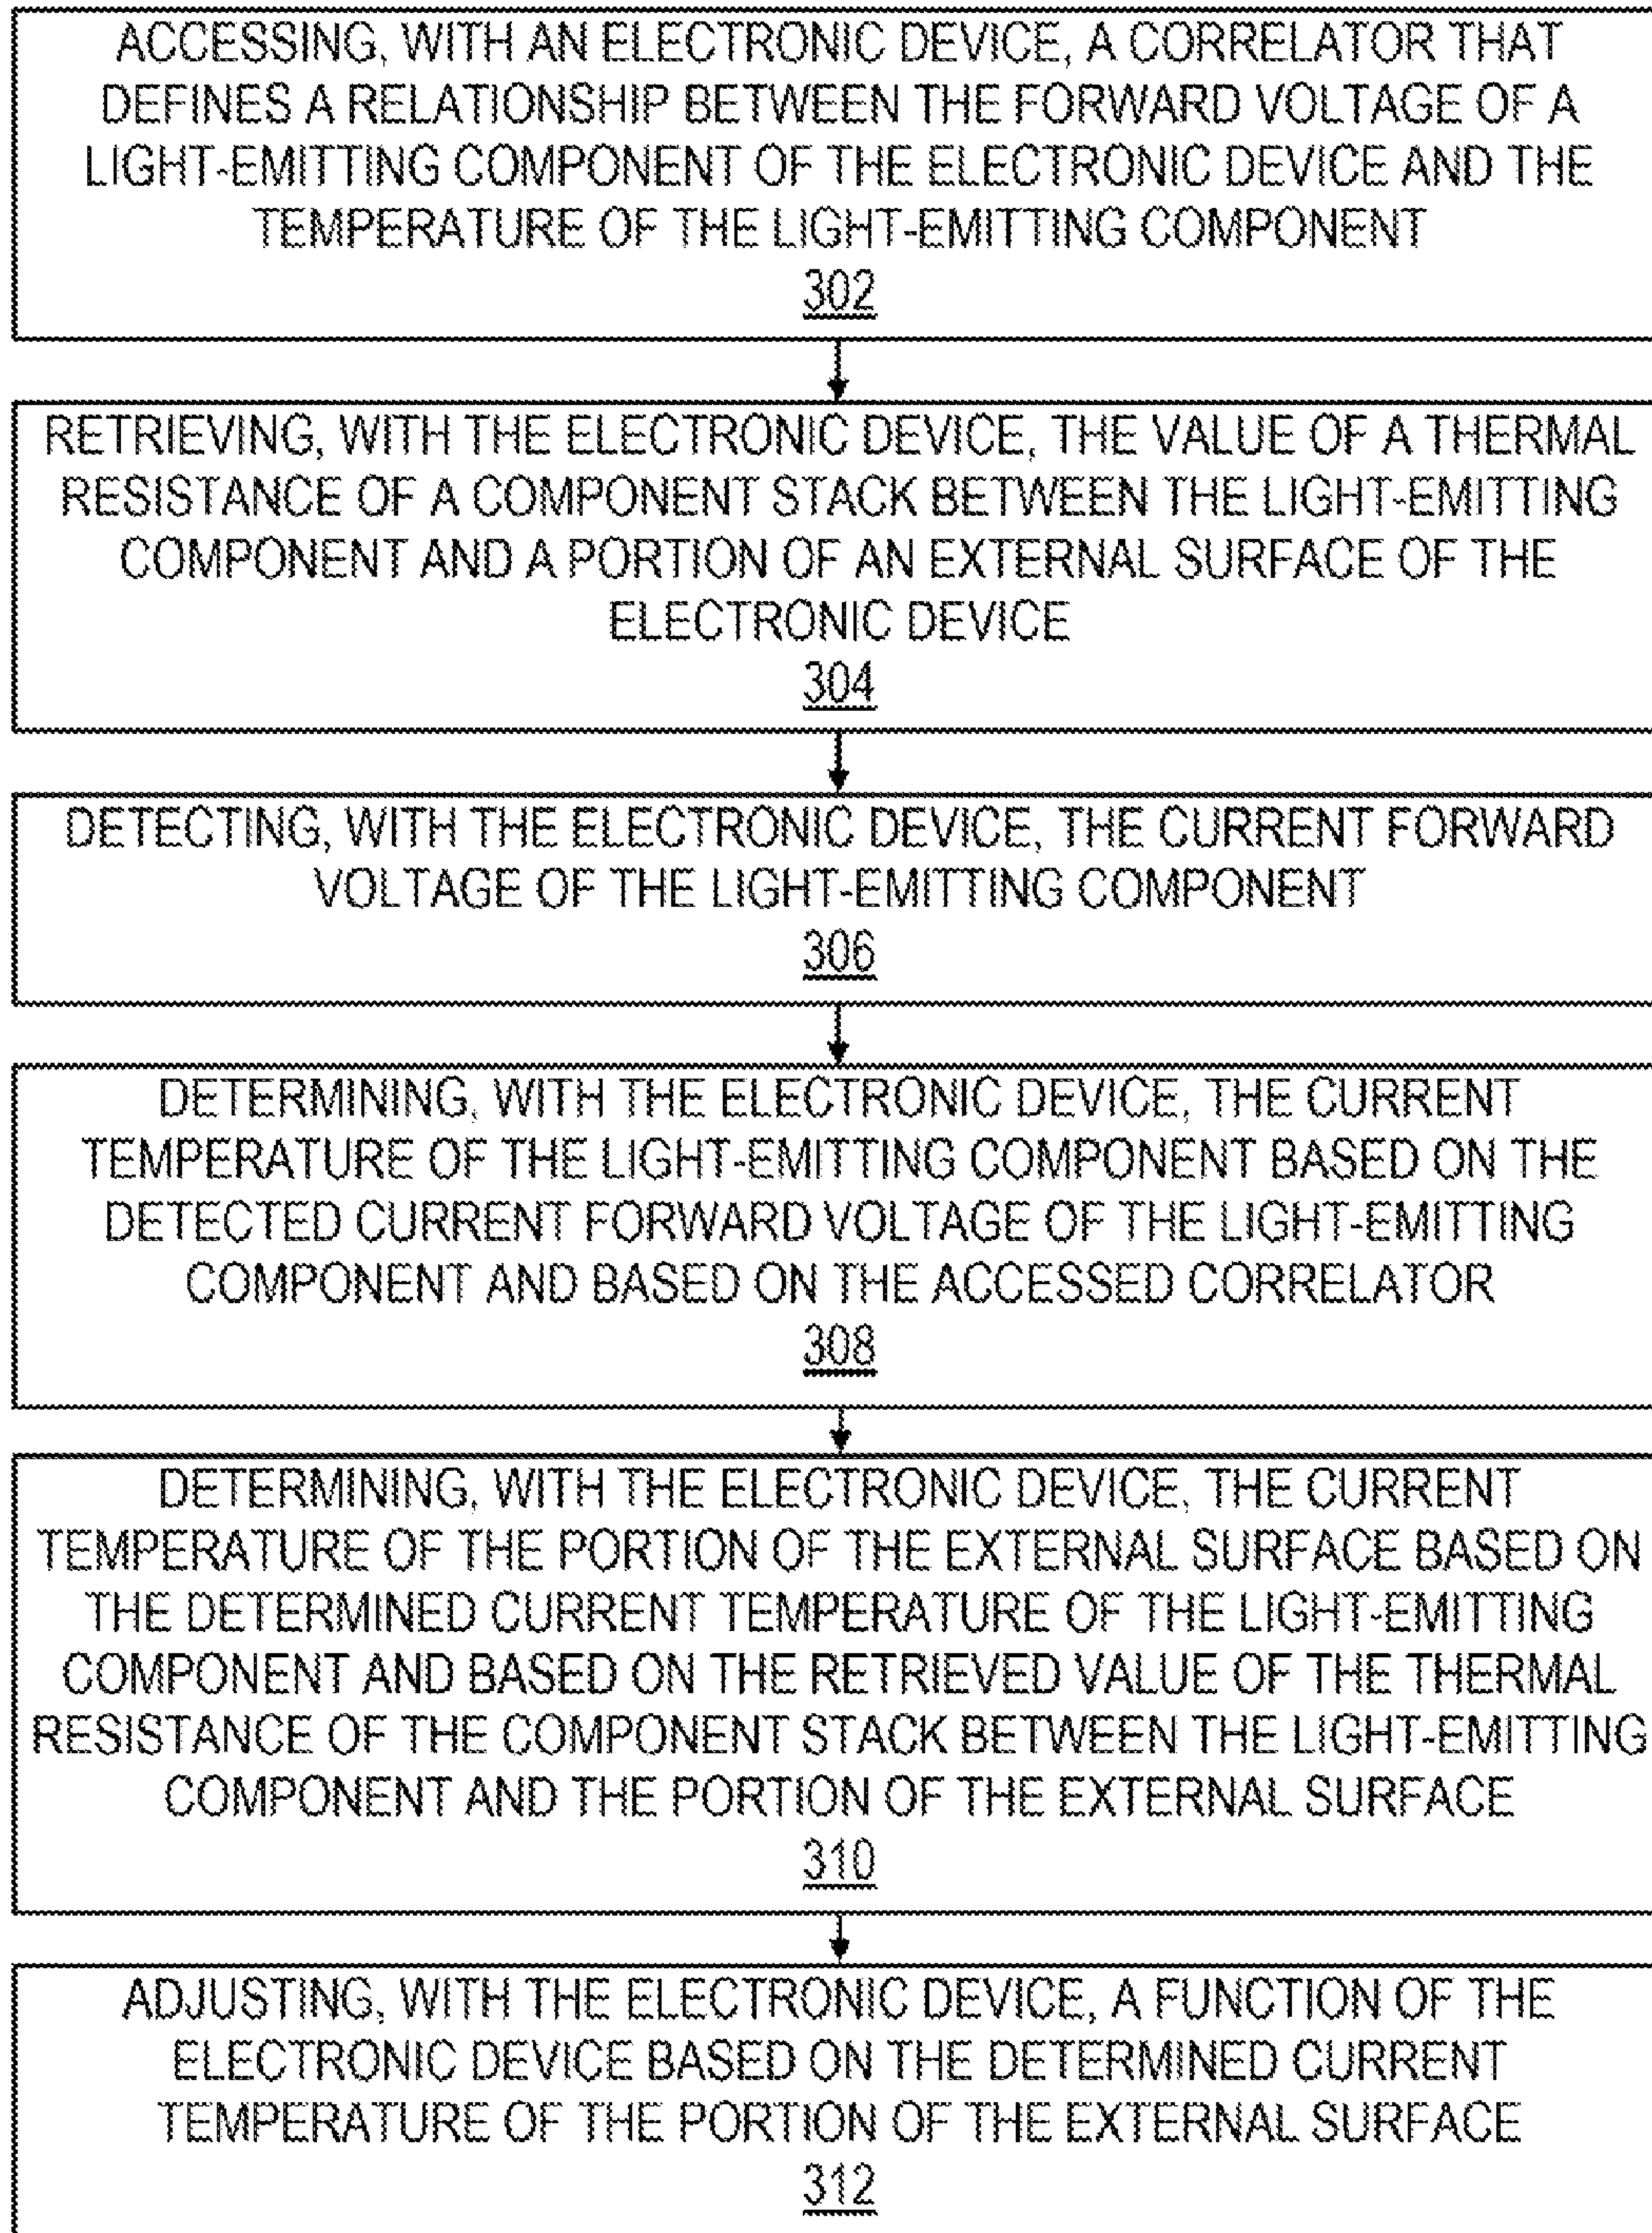 ACCESSING, WITH AN ELECTRONIC DEVICE, A CORRELATOR THAT
DEFINES A RELATIONSHIP BETWEEN THE FORWARD VOLTAGE OF A
LIGHT-EMITTING COMPONENT OF THE ELECTRONIC DEVICE AND THE
TEMPERATURE OF THE LIGHT-EMITTING COMPONENT
302
RETRIEVING, WITH THE ELECTRONIC DEVICE, THE VALUE OF A THERMAL
RESISTANCE OF A COMPONENT STACK BETWEEN THE LIGHT-EMITTING
COMPONENT AND A PORTION OF AN EXTERNAL SURFACE OF THE
ELECTRONIC DEVICE
304
DETECTING, WITH THE ELECTRONIC DEVICE, THE CURRENT FORWARD
VOLTAGE OF THE LIGHT-EMITTING COMPONENT
306
DETERMINING, WITH THE ELECTRONIC DEVICE, THE CURRENT
TEMPERATURE OF THE LIGHT-EMITTING COMPONENT BASED ON THE
DETECTED CURRENT FORWARD VOLTAGE OF THE LIGHT-EMITTING
COMPONENT AND BASED ON THE ACCESSED CORRELATOR
308
DETERMINING, WITH THE ELECTRONIC DEVICE, THE CURRENT
TEMPERATURE OF THE PORTION OF THE EXTERNAL SURFACE BASED ON
THE DETERMINED CURRENT TEMPERATURE OF THE LIGHT-EMITTING
COMPONENT AND BASED ON THE RETRIEVED VALUE OF THE THERMAL
RESISTANCE OF THE COMPONENT STACK BETWEEN THE LIGHT-EMITTING
COMPONENT AND THE PORTION OF THE EXTERNAL SURFACE
310
ADJUSTING, WITH THE ELECTRONIC DEVICE, A FUNCTION OF THE
ELECTRONIC DEVICE BASED ON THE DETERMINED CURRENT
TEMPERATURE OF THE PORTION OF THE EXTERNAL SURFACE
312